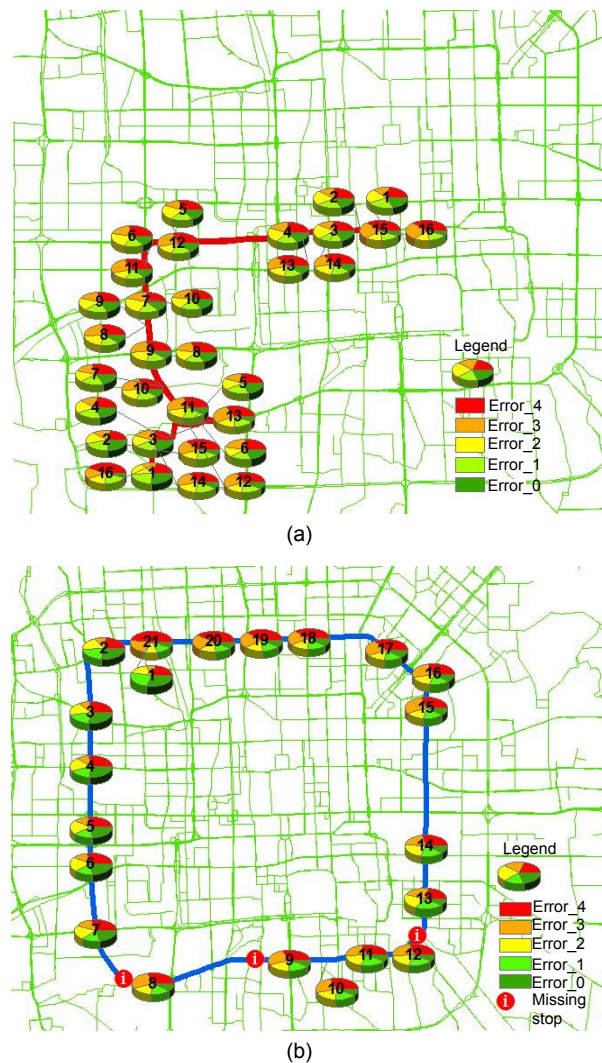 2 1
5
6 12 4 3 15 16
11 13 14
9 7 10
8
9 8
7 10 5
4 11 13
2 3 15 6
16 1 14 12
Legend
Error_4
Error_3
Error_2
Error_1
Error_0
(a)
2 21 20 19 18 17
1 16
3 15
4
5 14
6
13
7
i i i
8 9 11 12
10
Legend
Error_4
Error_3
Error_2
Error_1
Error_0
i Missing
stop
(b)